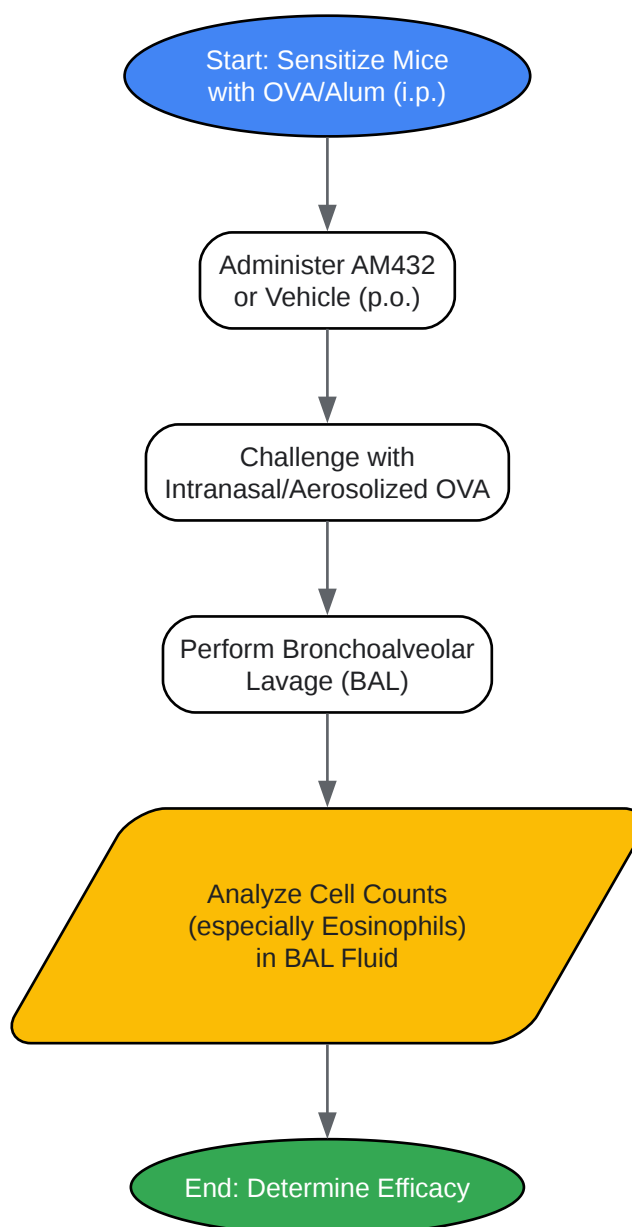 Start: Sensitize Mice
with OVA/Alum (i.p.)
Administer AM432
or Vehicle (p.o.)
Challenge with
Intranasal/Aerosolized OVA
Perform Bronchoalveolar
Lavage (BAL)
Analyze Cell Counts
(especially Eosinophils)
in BAL Fluid
End: Determine Efficacy